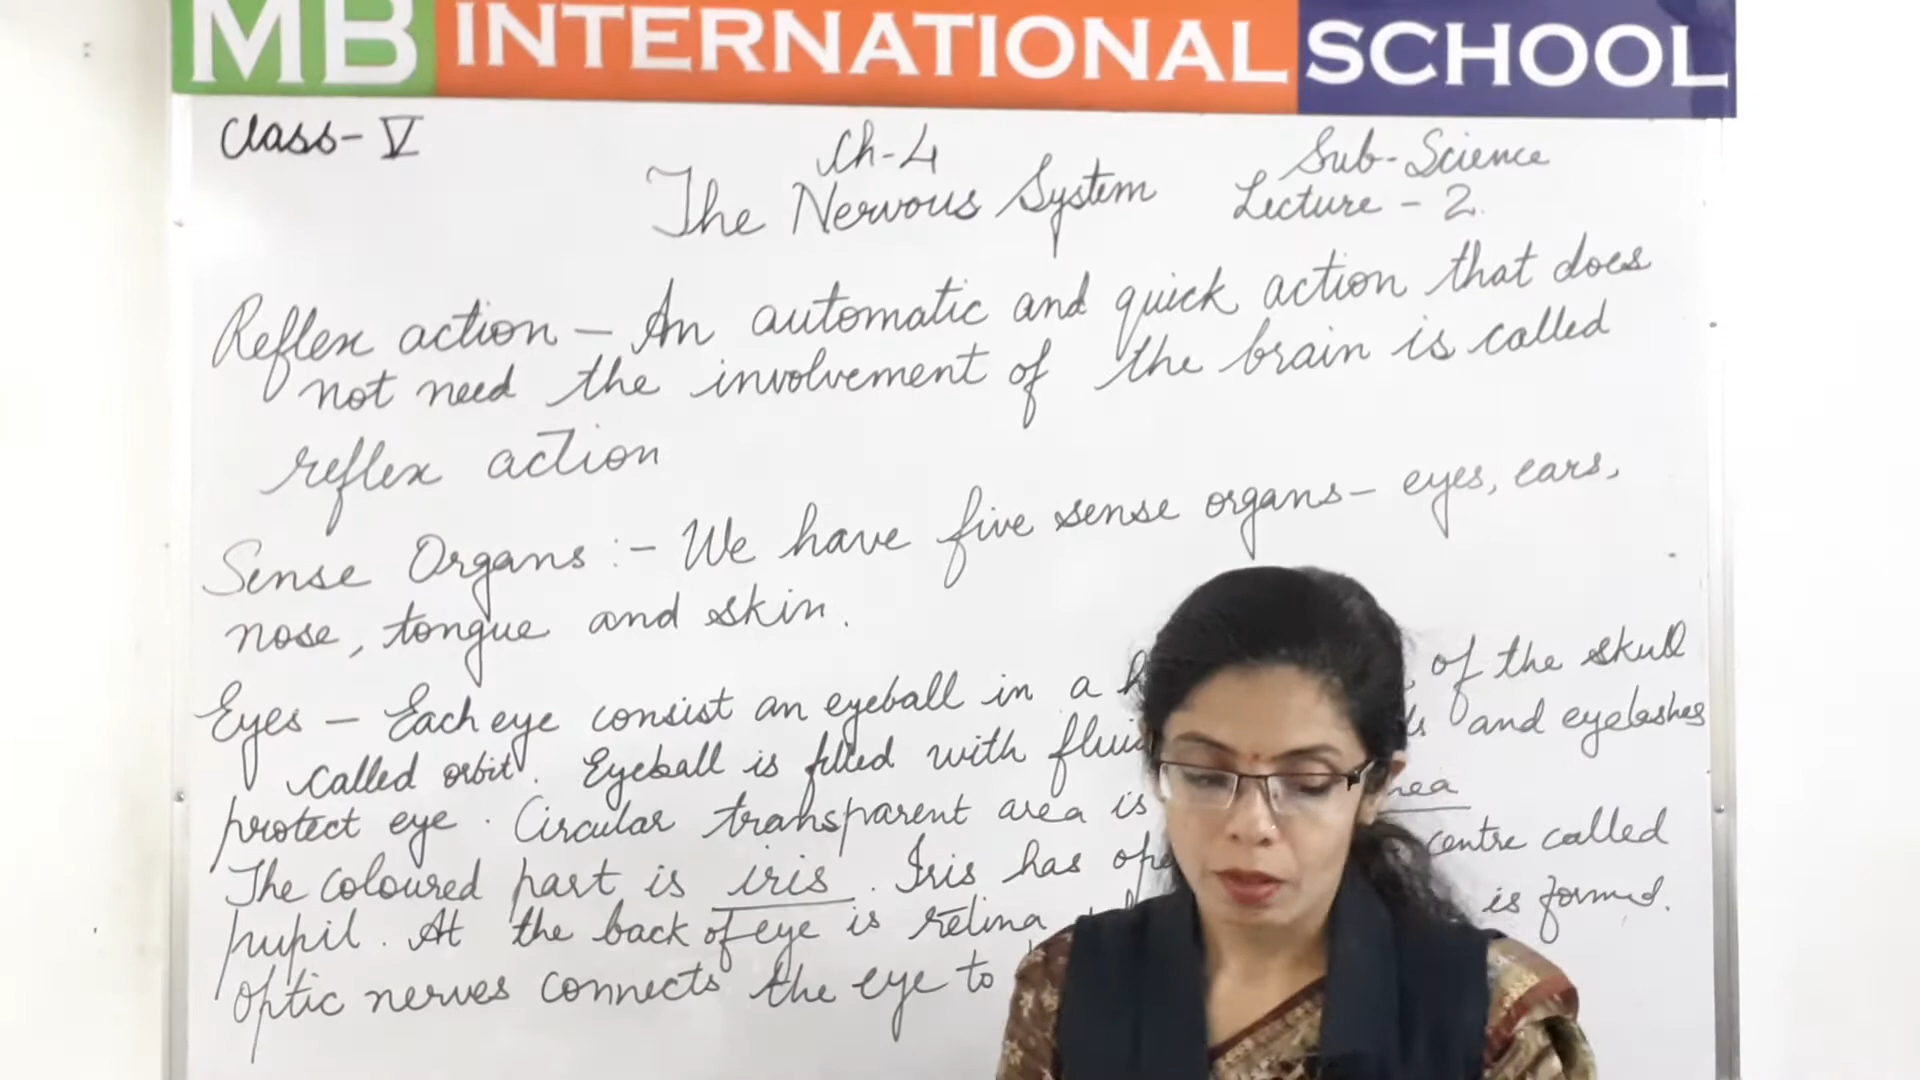 MB INTERNATIONAL SCHOOL
Class-V
Ch-4
Sub-Science
The Nervous System
Lecture-2.
Reflex action - An automatic and quick action that does
not need the involvement of the brain is called
reflex action
Sense Organs :- We have five sense organs- eyes, ears,
nose, tongue and skin.
Eyes - Each eye consist an eyeball in a of the skull
called orbit. Eyeball is filled with and eyelashes
protect eye. Circular transparent area is
The coloured part is iris. Iris has centre called
pupil. At the back of eye is retina is formed.
optic nerves connects the eye to